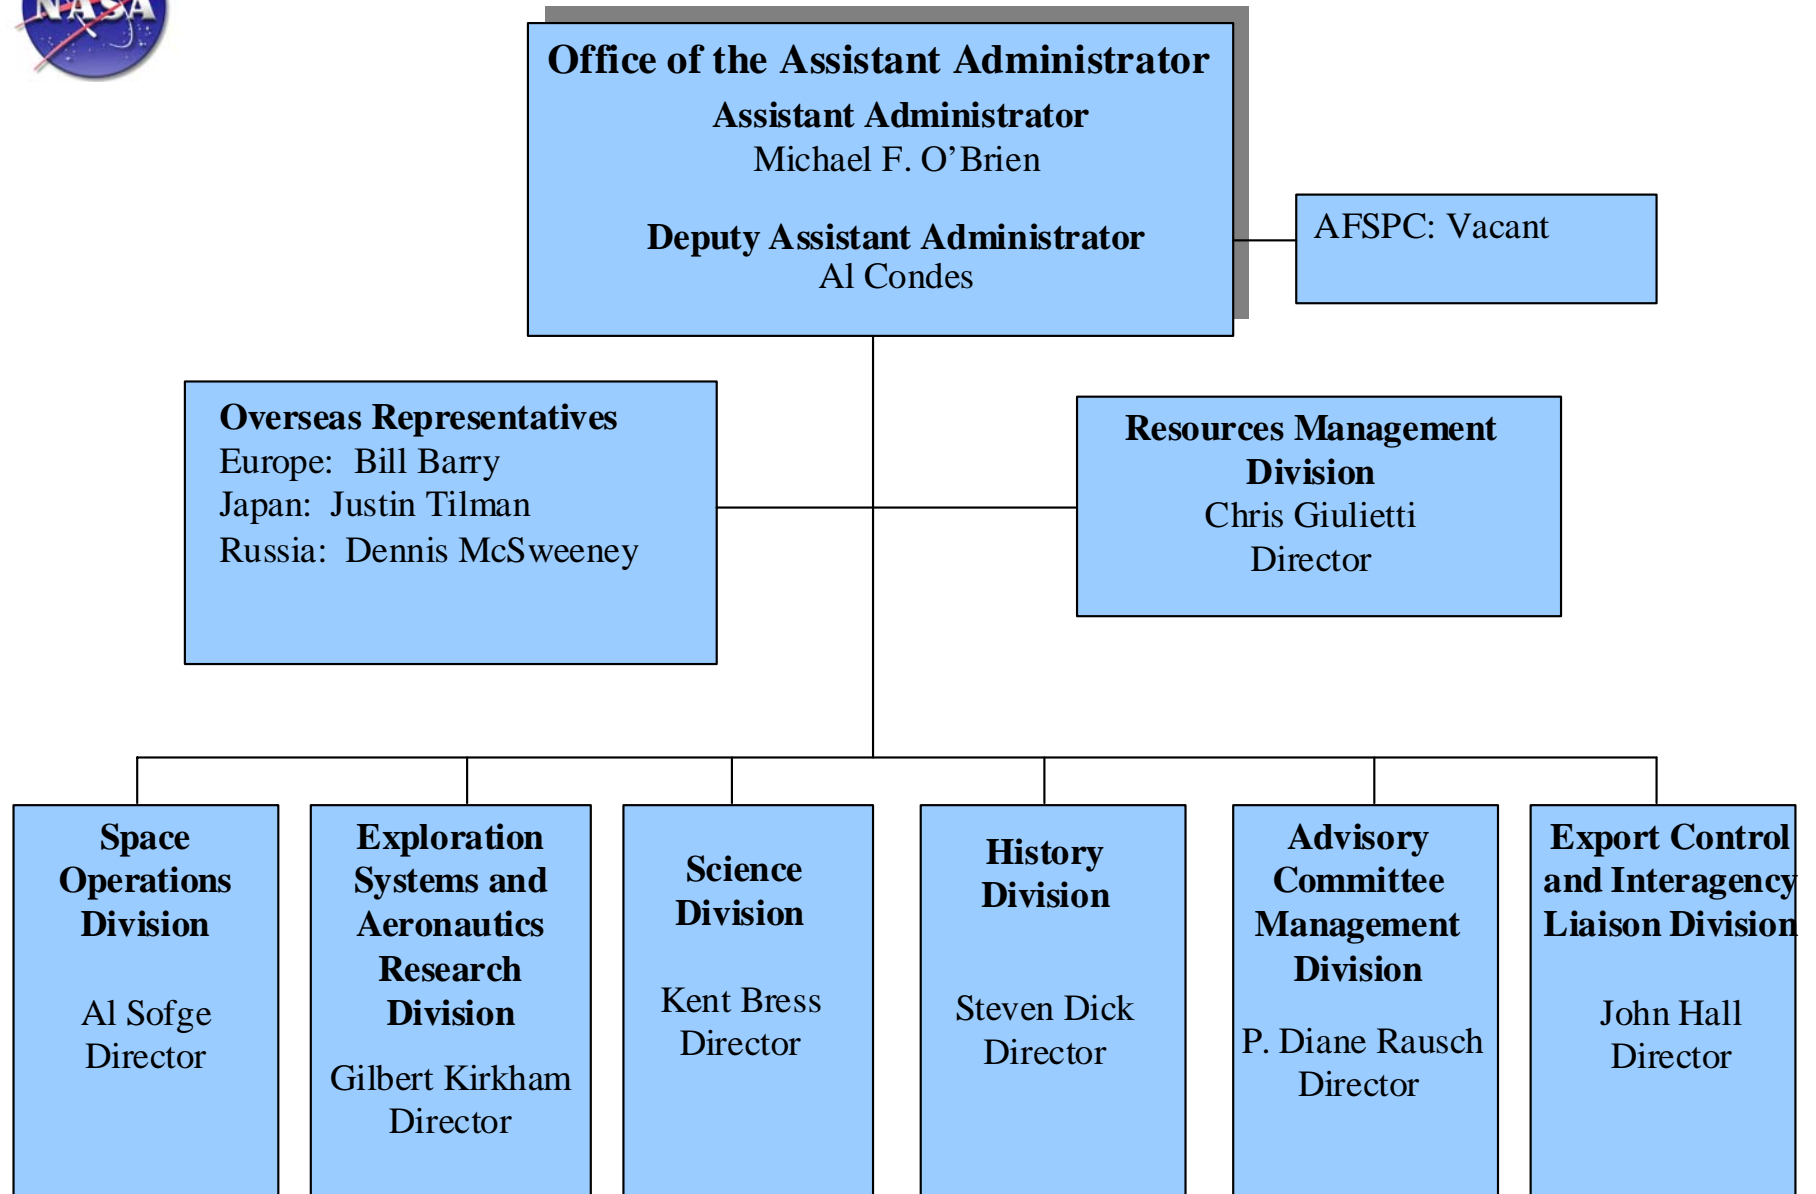 NASA
Office of the Assistant Administrator
Assistant Administrator
Michael F. O’Brien
Deputy Assistant Administrator
Al Condes
AFSPC: Vacant
Overseas Representatives
Europe:  Bill Barry
Japan:  Justin Tilman
Russia:  Dennis McSweeney
Resources Management
Division
Chris Giulietti
Director
Space
Operations
Division
Al Sofge
Director
Exploration
Systems and
Aeronautics
Research
Division
Gilbert Kirkham
Director
Science
Division
Kent Bress
Director
History
Division
Steven Dick
Director
Advisory
Committee
Management
Division
P. Diane Rausch
Director
Export Control
and Interagency
Liaison Division
John Hall
Director